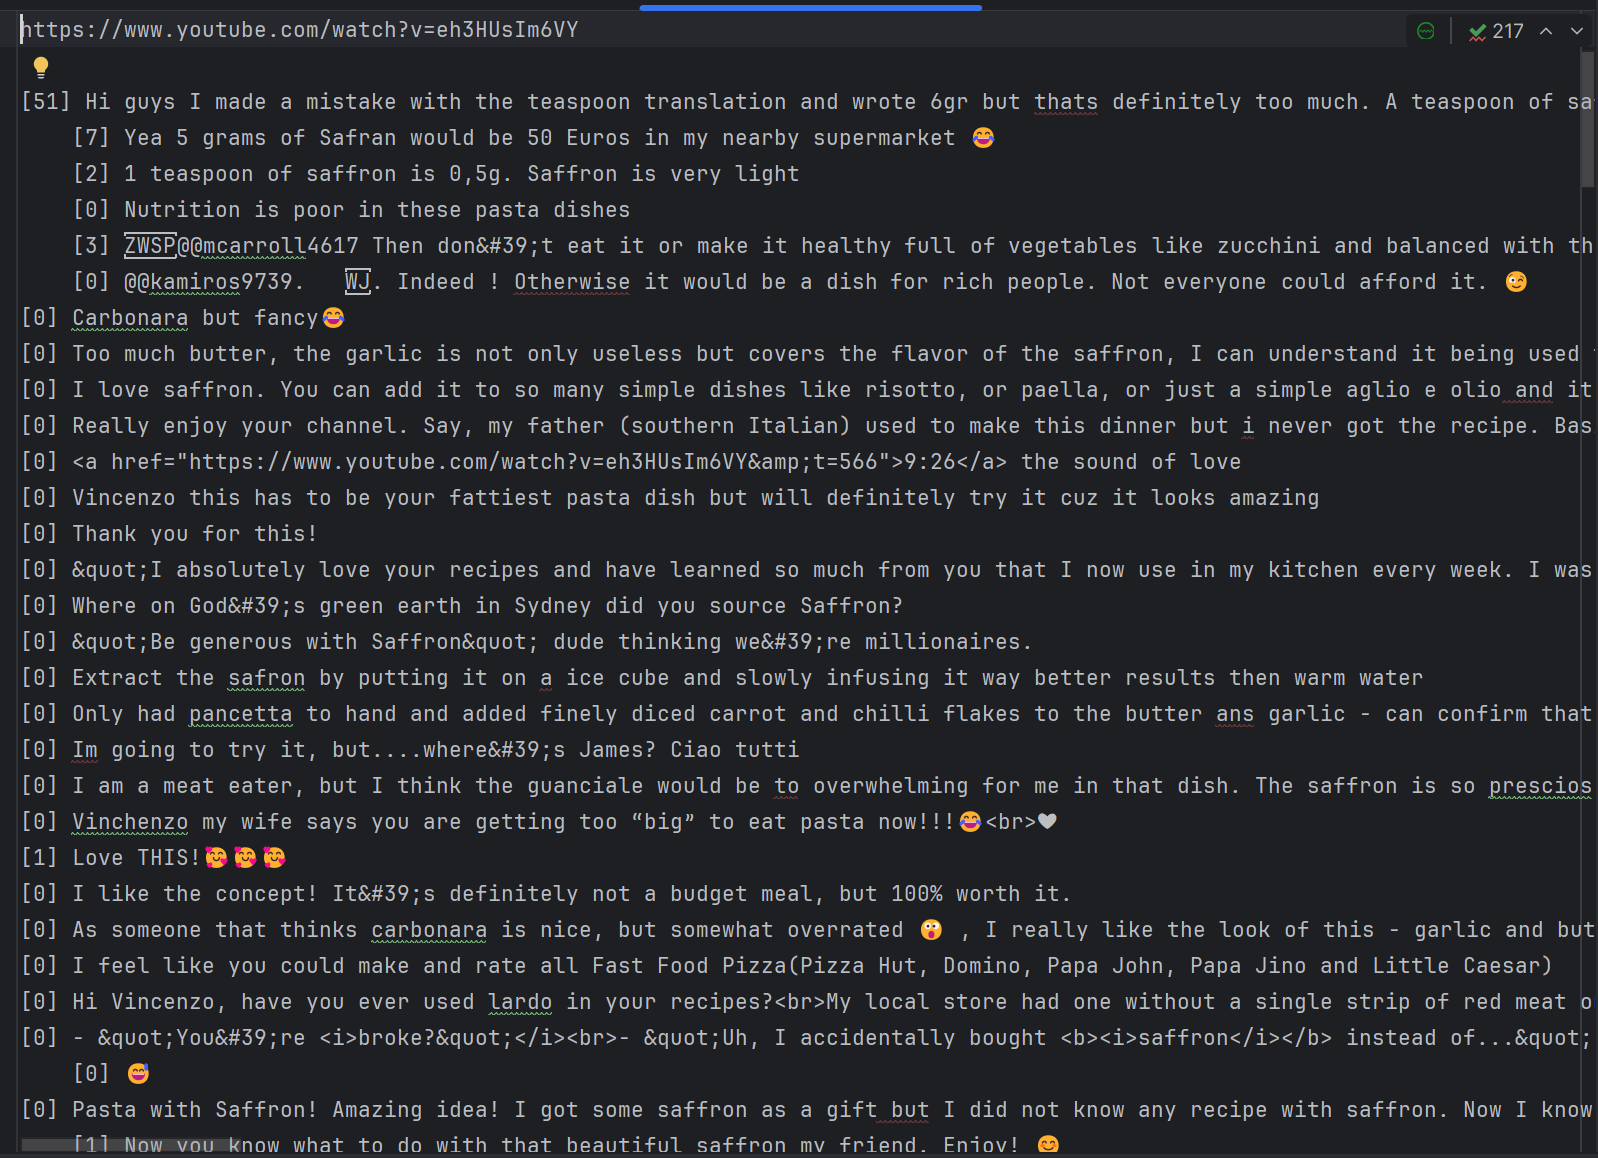 https://www.youtube.com/watch?v=eh3HUsIm6VY
217
[51] Hi guys I made a mistake with the teaspoon translation and wrote 6gr but thats definitely too much. A teaspoon of sa
[7] Yea 5 grams of Safran would be 50 Euros in my nearby supermarket 😂
[2] 1 teaspoon of saffron is 0,5g. Saffron is very light
[0] Nutrition is poor in these pasta dishes
[3] ZWSP@@mcarroll4617 Then don&#39;t eat it or make it healthy full of vegetables like zucchini and balanced with th
[0] @@kamiros9739. WJ. Indeed ! Otherwise it would be a dish for rich people. Not everyone could afford it. 😉
[0] Carbonara but fancy😂
[0] Too much butter, the garlic is not only useless but covers the flavor of the saffron, I can understand it being used
[0] I love saffron. You can add it to so many simple dishes like risotto, or paella, or just a simple aglio e olio and it
[0] Really enjoy your channel. Say, my father (southern Italian) used to make this dinner but i never got the recipe. Bas
[0] <a href="https://www.youtube.com/watch?v=eh3HUsIm6VY&amp;t=566">9:26</a> the sound of love
[0] Vincenzo this has to be your fattiest pasta dish but will definitely try it cuz it looks amazing
[0] Thank you for this!
[0] &quot;I absolutely love your recipes and have learned so much from you that I now use in my kitchen every week. I was
[0] Where on God&#39;s green earth in Sydney did you source Saffron?
[0] &quot;Be generous with Saffron&quot; dude thinking we&#39;re millionaires.
[0] Extract the safron by putting it on a ice cube and slowly infusing it way better results then warm water
[0] Only had pancetta to hand and added finely diced carrot and chilli flakes to the butter ans garlic - can confirm that
[0] Im going to try it, but....where&#39;s James? Ciao tutti
[0] I am a meat eater, but I think the guanciale would be to overwhelming for me in that dish. The saffron is so prescios
[0] Vinchenzo my wife says you are getting too “big” to eat pasta now!!!😂<br>❤
[1] Love THIS!🥰🥰🥰
[0] I like the concept! It&#39;s definitely not a budget meal, but 100% worth it.
[0] As someone that thinks carbonara is nice, but somewhat overrated 😲 , I really like the look of this - garlic and but
[0] I feel like you could make and rate all Fast Food Pizza(Pizza Hut, Domino, Papa John, Papa Jino and Little Caesar)
[0] Hi Vincenzo, have you ever used lardo in your recipes?<br>My local store had one without a single strip of red meat o
[0] - &quot;You&#39;re <i>broke?&quot;</i><br>- &quot;Uh, I accidentally bought <b><i>saffron</i></b> instead of...&quot;
[0] 😅
[0] Pasta with Saffron! Amazing idea! I got some saffron as a gift but I did not know any recipe with saffron. Now I know
[1] Now you know what to do with that beautiful saffron my friend. Enjoy! 😊